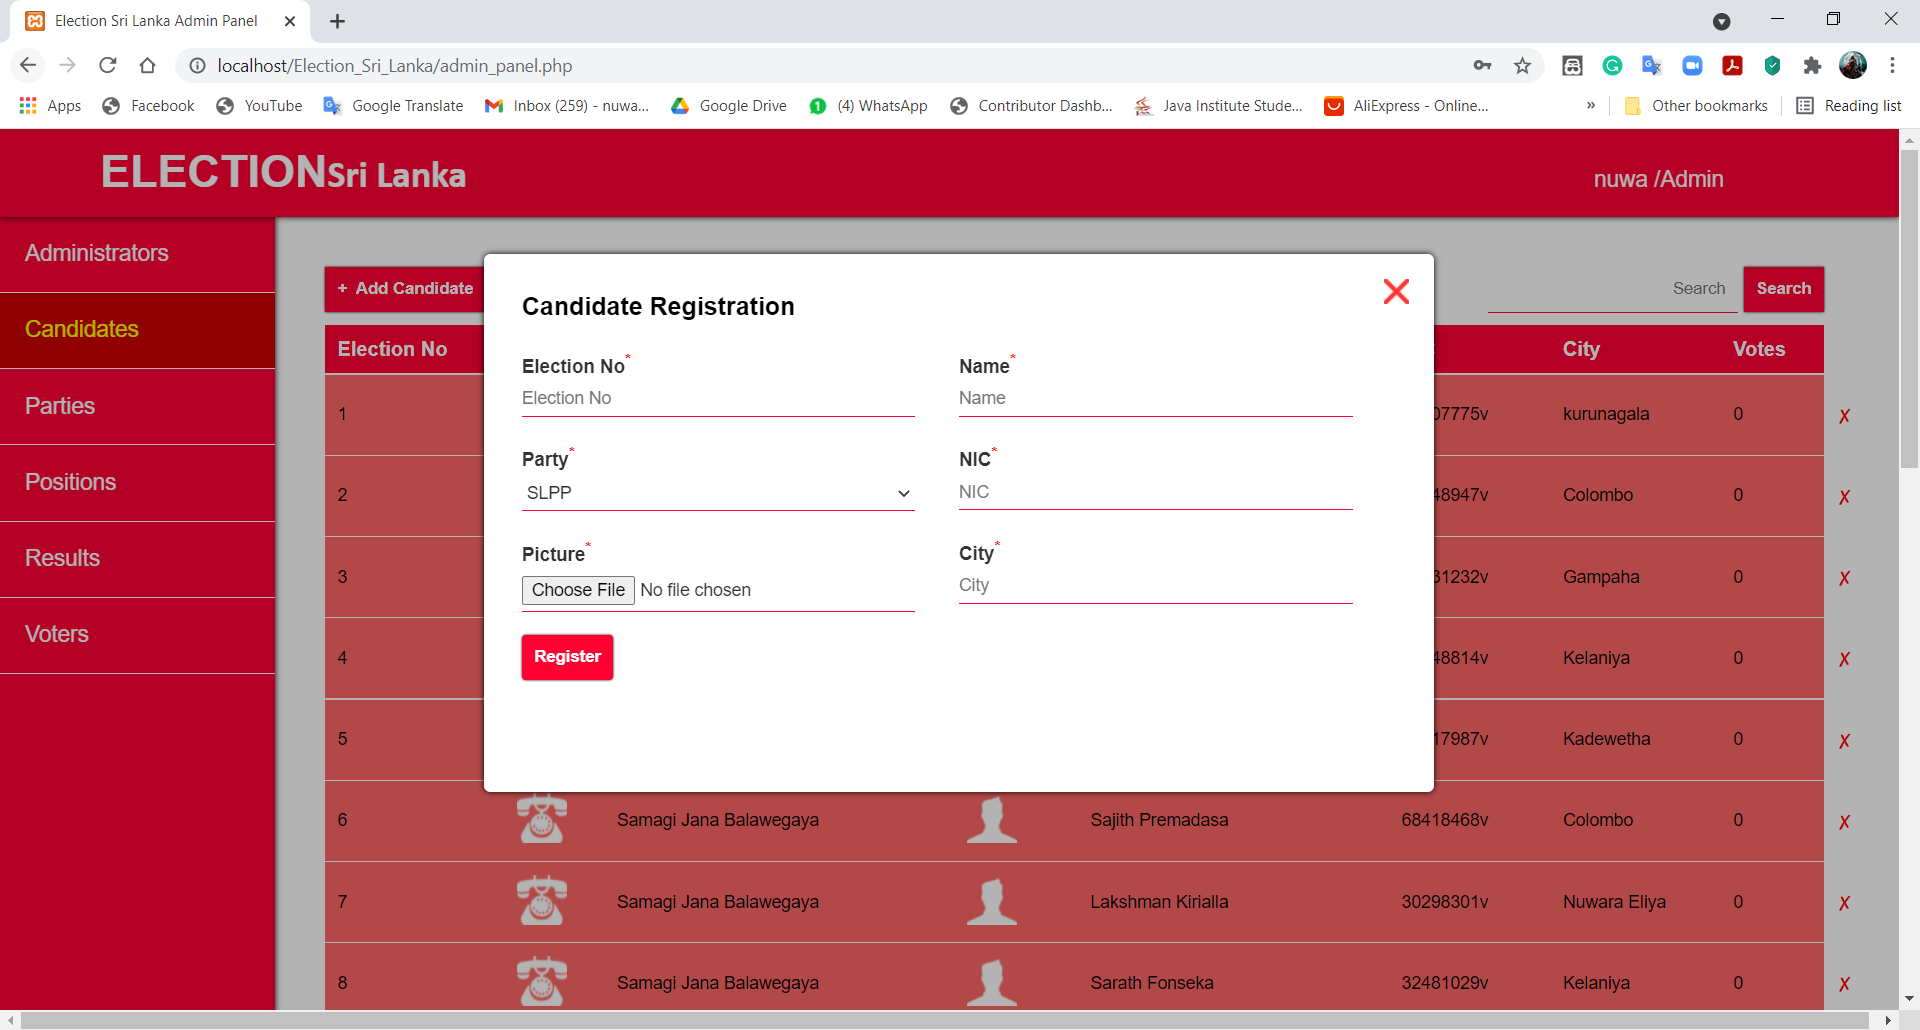 Election Sri Lanka Admin Panel
localhost/Election_Sri_Lanka/admin_panel.php
Apps Facebook YouTube Google Translate Inbox (259) - nuwa... Google Drive 1 (4) WhatsApp Contributor Dashb... Java Institute Stude... AliExpress - Online... » Other bookmarks Reading list
ELECTIONSri Lanka
nuwa /Admin
Administrators
Candidates
Parties
Positions
Results
Voters
+ Add Candidate
Search Search
Election No City Votes
1 07775v kurunagala 0 ✗
2 48947v Colombo 0 ✗
3 31232v Gampaha 0 ✗
4 48814v Kelaniya 0 ✗
5 17987v Kadewetha 0 ✗
6 Samagi Jana Balawegaya Sajith Premadasa 68418468v Colombo 0 ✗
7 Samagi Jana Balawegaya Lakshman Kirialla 30298301v Nuwara Eliya 0 ✗
8 Samagi Jana Balawegaya Sarath Fonseka 32481029v Kelaniya 0 ✗
Candidate Registration
Election No*
Election No
Name*
Name
Party*
SLPP
NIC*
NIC
Picture*
Choose File No file chosen
City*
City
Register